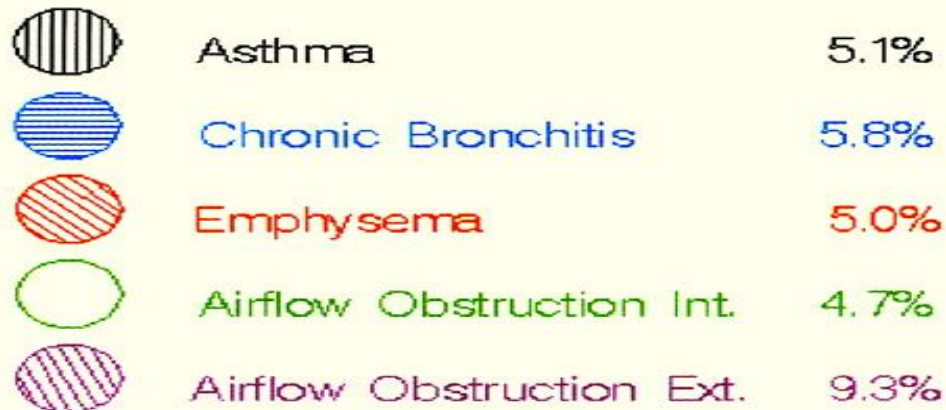 Asthma 5.1%
Chronic Bronchitis 5.8%
Emphysema 5.0%
Airflow Obstruction Int. 4.7%
Airflow Obstruction Ext. 9.3%